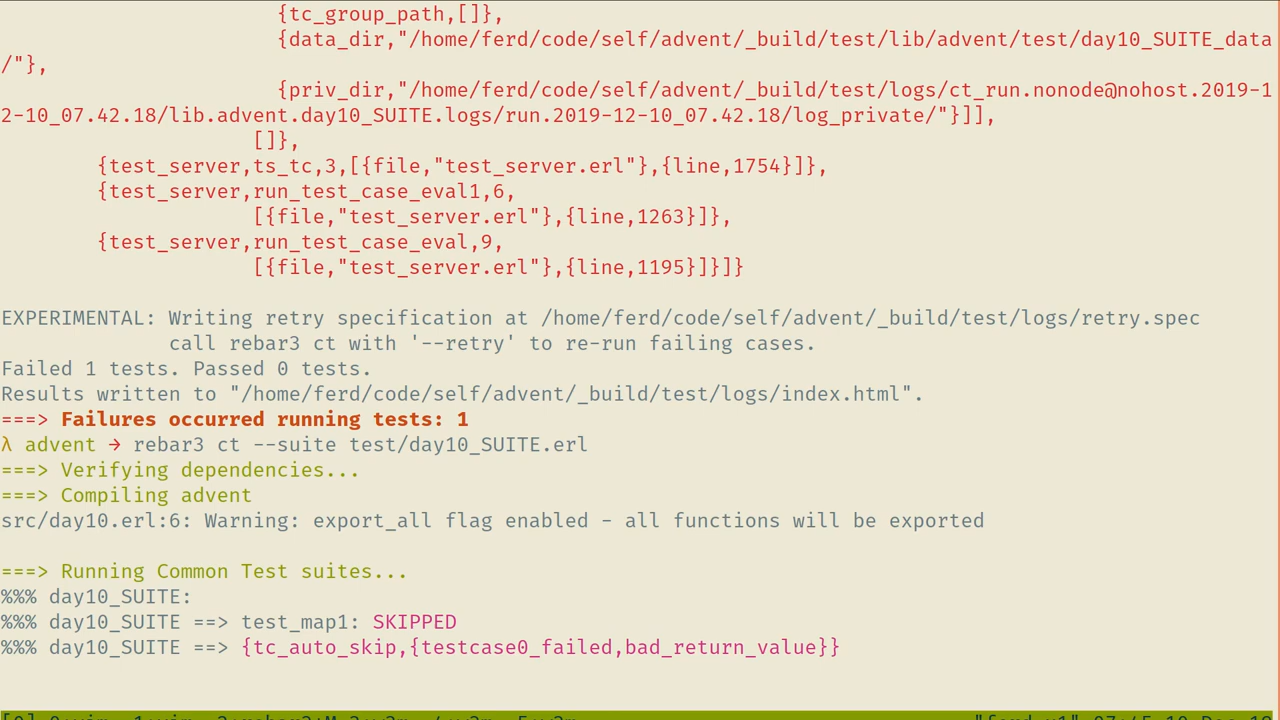 {tc_group_path,[]},
{data_dir,"/home/ferd/code/self/advent/_build/test/lib/advent/test/day10_SUITE_data
/"},
{priv_dir,"/home/ferd/code/self/advent/_build/test/logs/ct_run.nonode@nohost.2019-1
2-10_07.42.18/lib.advent.day10_SUITE.logs/run.2019-12-10_07.42.18/log_private/"}]],
[]},
{test_server,ts_tc,3,[{file,"test_server.erl"},{line,1754}]},
{test_server,run_test_case_eval1,6,
[{file,"test_server.erl"},{line,1263}]},
{test_server,run_test_case_eval,9,
[{file,"test_server.erl"},{line,1195}]}]}
EXPERIMENTAL: Writing retry specification at /home/ferd/code/self/advent/_build/test/logs/retry.spec
call rebar3 ct with '--retry' to re-run failing cases.
Failed 1 tests. Passed 0 tests.
Results written to "/home/ferd/code/self/advent/_build/test/logs/index.html".
===> Failures occurred running tests: 1
λ advent → rebar3 ct --suite test/day10_SUITE.erl
===> Verifying dependencies...
===> Compiling advent
src/day10.erl:6: Warning: export_all flag enabled - all functions will be exported
===> Running Common Test suites...
%%% day10_SUITE:
%%% day10_SUITE ==> test_map1: SKIPPED
%%% day10_SUITE ==> {tc_auto_skip,{testcase0_failed,bad_return_value}}